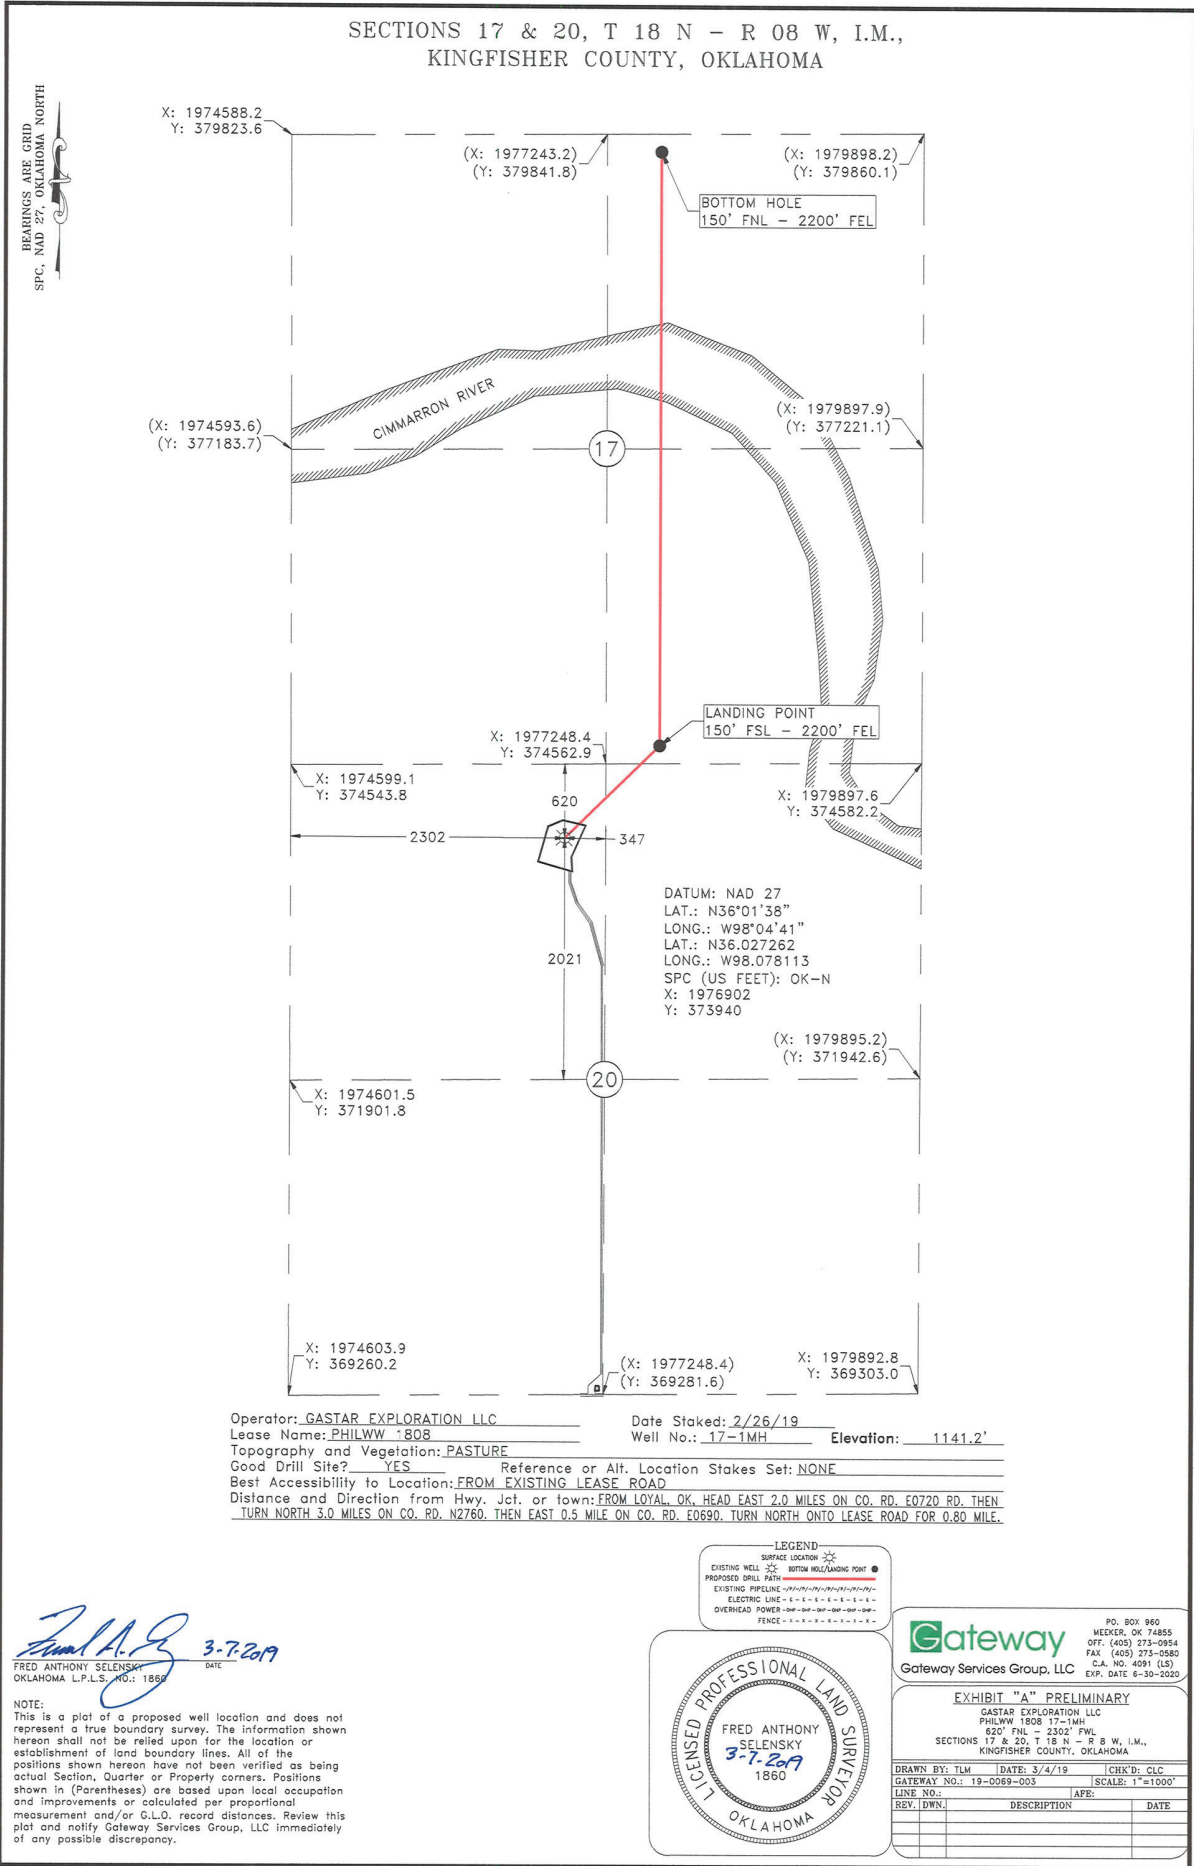 SECTIONS 17 & 20, T 18 N – R 08 W, I.M.,
KINGFISHER COUNTY, OKLAHOMA
BEARINGS ARE GRID
SPC, NAD 27, OKLAHOMA NORTH
X: 1974588.2
Y: 379823.6
(X: 1977243.2)
(Y: 379841.8)
(X: 1979898.2)
(Y: 379860.1)
BOTTOM HOLE
150' FNL – 2200' FEL
CIMMARRON RIVER
(X: 1974593.6)
(Y: 377183.7)
(X: 1979897.9)
(Y: 377221.1)
17
LANDING POINT
150' FSL – 2200' FEL
X: 1977248.4
Y: 374562.9
X: 1974599.1
Y: 374543.8
X: 1979897.6
Y: 374582.2
620
2302
347
2021
DATUM: NAD 27
LAT.: N36°01'38"
LONG.: W98°04'41"
LAT.: N36.027262
LONG.: W98.078113
SPC (US FEET): OK–N
X: 1976902
Y: 373940
(X: 1979895.2)
(Y: 371942.6)
20
X: 1974601.5
Y: 371901.8
X: 1974603.9
Y: 369260.2
(X: 1977248.4)
(Y: 369281.6)
X: 1979892.8
Y: 369303.0
Operator: GASTAR EXPLORATION LLC Date Staked: 2/26/19
Lease Name: PHILWW 1808 Well No.: 17–1MH Elevation: 1141.2'
Topography and Vegetation: PASTURE
Good Drill Site? YES Reference or Alt. Location Stakes Set: NONE
Best Accessibility to Location: FROM EXISTING LEASE ROAD
Distance and Direction from Hwy. Jct. or town: FROM LOYAL, OK, HEAD EAST 2.0 MILES ON CO. RD. E0720 RD. THEN
TURN NORTH 3.0 MILES ON CO. RD. N2760. THEN EAST 0.5 MILE ON CO. RD. E0690. TURN NORTH ONTO LEASE ROAD FOR 0.80 MILE.
LEGEND
SURFACE LOCATION
EXISTING WELL BOTTOM HOLE/LANDING POINT
PROPOSED DRILL PATH
EXISTING PIPELINE –/P/–/P/–/P/–/P/–/P/–/P/–
ELECTRIC LINE – E – E – E – E – E – E – E –
OVERHEAD POWER –OHP–OHP–OHP–OHP–OHP–OHP–
FENCE – X – X – X – X – X – X – X –
3-7-2019
FRED ANTHONY SELENSKY DATE
OKLAHOMA L.P.L.S. NO.: 1860
NOTE:
This is a plat of a proposed well location and does not
represent a true boundary survey. The information shown
hereon shall not be relied upon for the location or
establishment of land boundary lines. All of the
positions shown hereon have not been verified as being
actual Section, Quarter or Property corners. Positions
shown in (Parentheses) are based upon local occupation
and improvements or calculated per proportional
measurement and/or G.L.O. record distances. Review this
plat and notify Gateway Services Group, LLC immediately
of any possible discrepancy.
LICENSED PROFESSIONAL LAND SURVEYOR
FRED ANTHONY
SELENSKY
3-7-2019
1860
OKLAHOMA
Gateway
Gateway Services Group, LLC
PO. BOX 960
MEEKER, OK 74855
OFF. (405) 273–0954
FAX (405) 273–0580
C.A. NO. 4091 (LS)
EXP. DATE 6–30–2020
EXHIBIT "A" PRELIMINARY
GASTAR EXPLORATION LLC
PHILWW 1808 17–1MH
620' FNL – 2302' FWL
SECTIONS 17 & 20, T 18 N – R 8 W, I.M.,
KINGFISHER COUNTY, OKLAHOMA
DRAWN BY: TLM DATE: 3/4/19 CHK'D: CLC
GATEWAY NO.: 19–0069–003 SCALE: 1"=1000'
LINE NO.: AFE:
REV. DWN. DESCRIPTION DATE